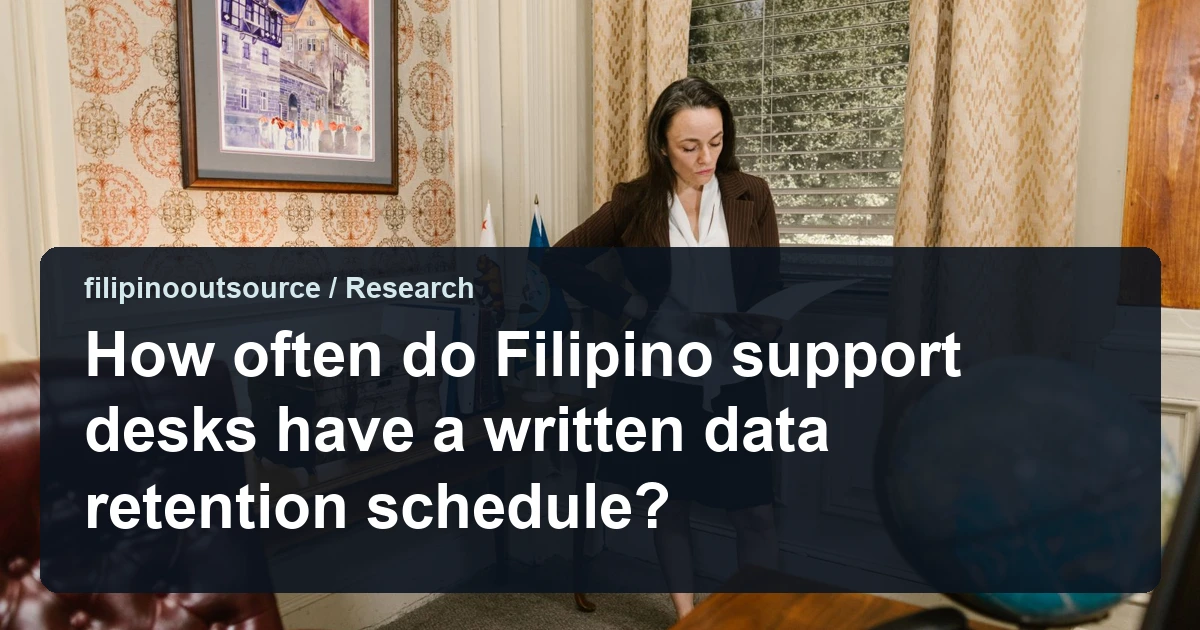 filipinooutsource / Research
How often do Filipino support
desks have a written data
retention schedule?